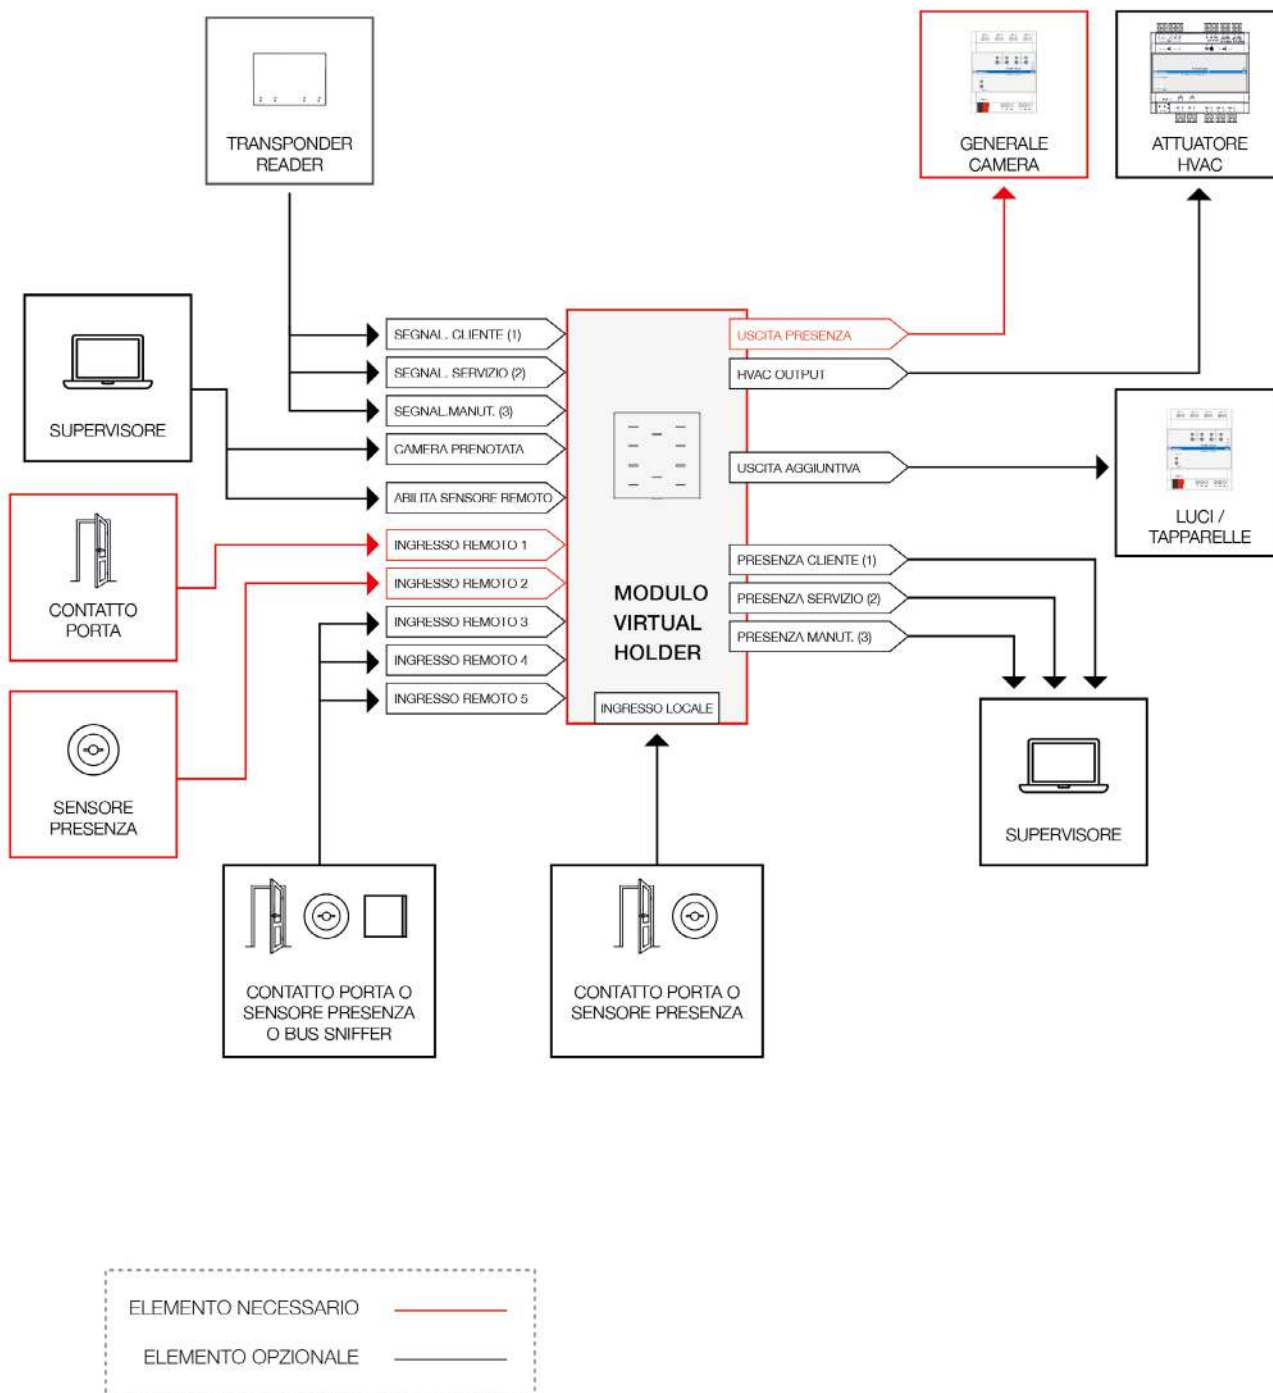 TRANSPONDER
READER
GENERALE
CAMERA
ATTUATORE
HVAC
SUPERVISORE
SEGNAL. CLIENTE (1)
SEGNAL. SERVIZIO (2)
SEGNAL.MANUT. (3)
CAMERA PRENOTATA
ABILITA SENSORE REMOTO
INGRESSO REMOTO 1
INGRESSO REMOTO 2
INGRESSO REMOTO 3
INGRESSO REMOTO 4
INGRESSO REMOTO 5
USCITA PRESENZA
HVAC OUTPUT
USCITA AGGIUNTIVA
PRESENZA CLIENTE (1)
PRESENZA SERVIZIO (2)
PRESENZA MANUT. (3)
MODULO
VIRTUAL
HOLDER
INGRESSO LOCALE
LUCI /
TAPPARELLE
CONTATTO
PORTA
SENSORE
PRESENZA
SUPERVISORE
CONTATTO PORTA O
SENSORE PRESENZA
O BUS SNIFFER
CONTATTO PORTA O
SENSORE PRESENZA
ELEMENTO NECESSARIO
ELEMENTO OPZIONALE